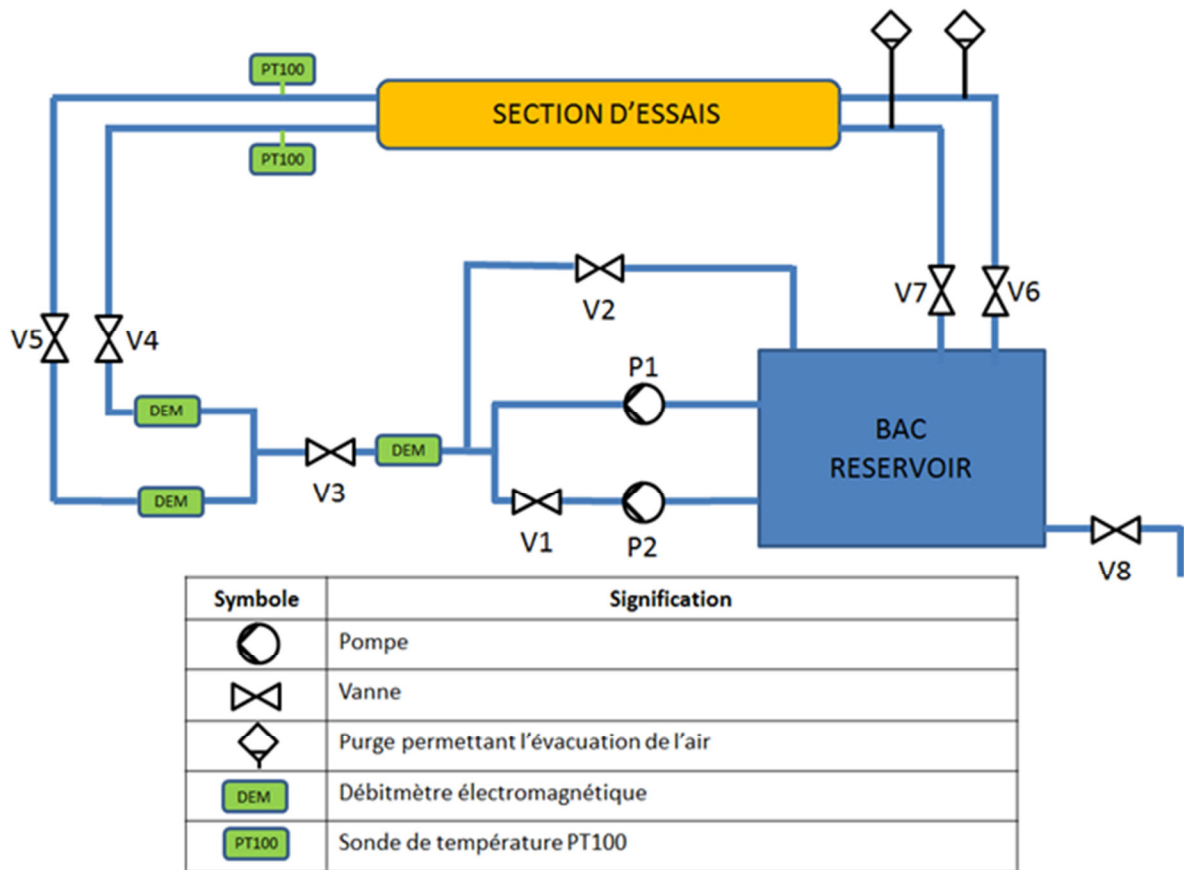 PT100
SECTION D'ESSAIS
PT100
V2
V7
V6
V5
V4
P1
DEM
BAC
RESERVOIR
DEM
V3
DEM
V1
P2
V8
Symbole Signification
Pompe
Vanne
Purge permettant l'évacuation de l'air
DEM Débitmètre électromagnétique
PT100 Sonde de température PT100